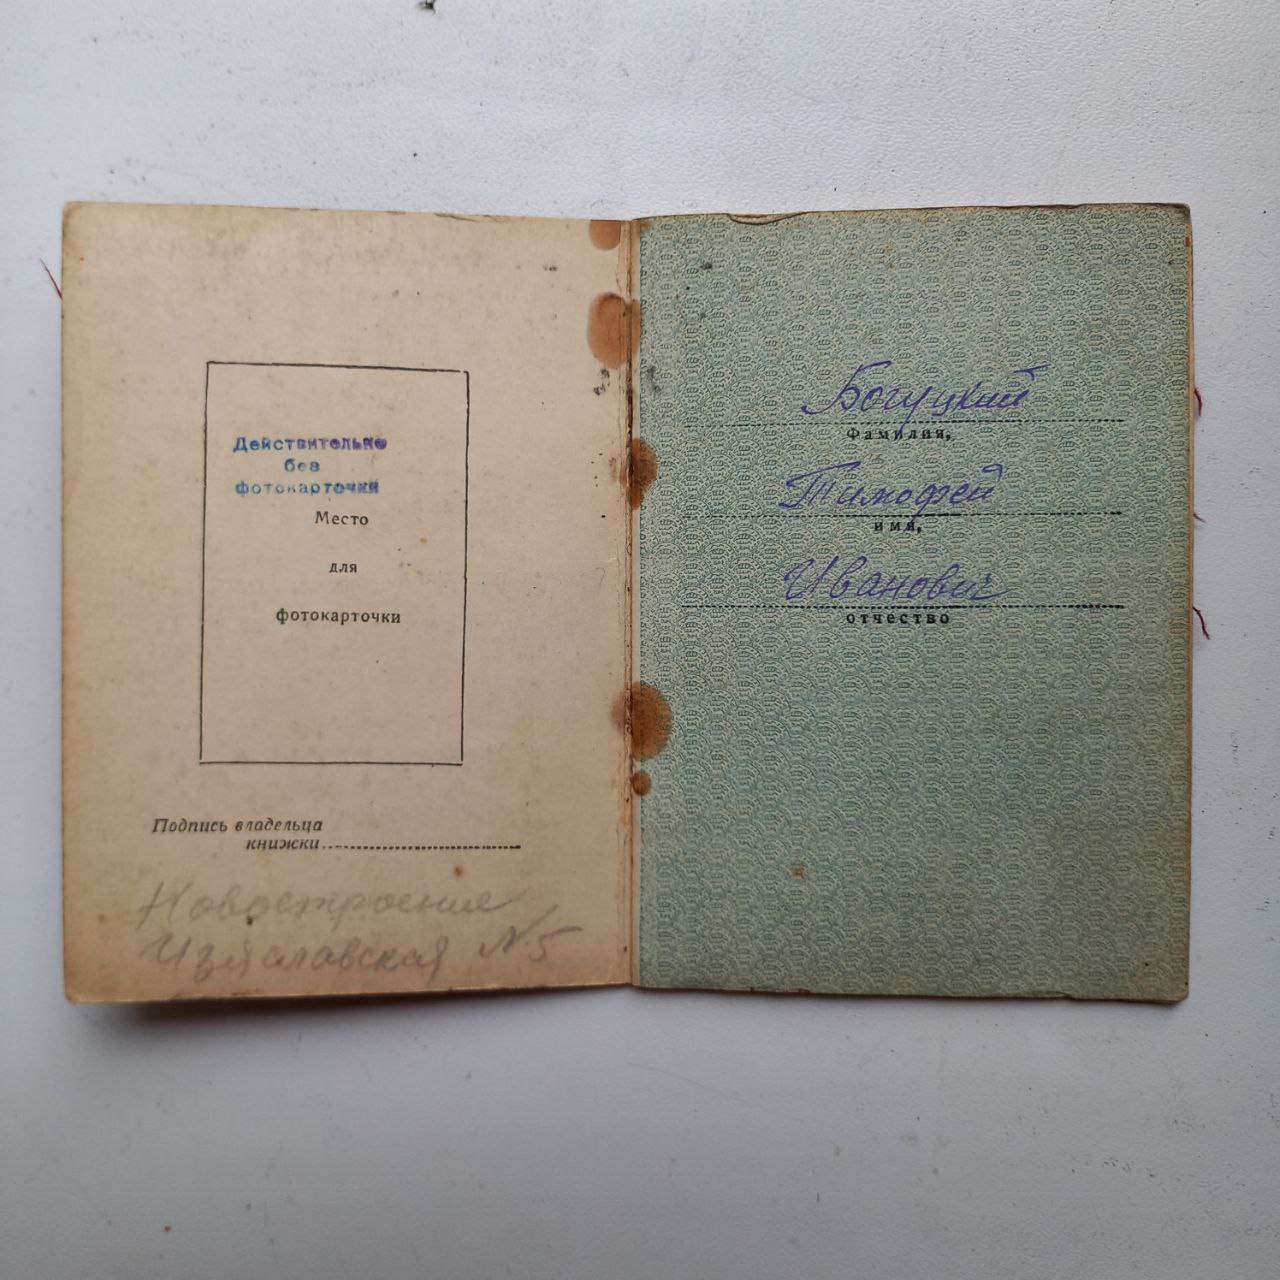 Действительно
без
фотокарточки
Место
для
фотокарточки
Подпись владельца
книжки
Новостроение
Изяславская №5
Богуцкий
Фамилия,
Тимофей
имя,
Иванович
отчество